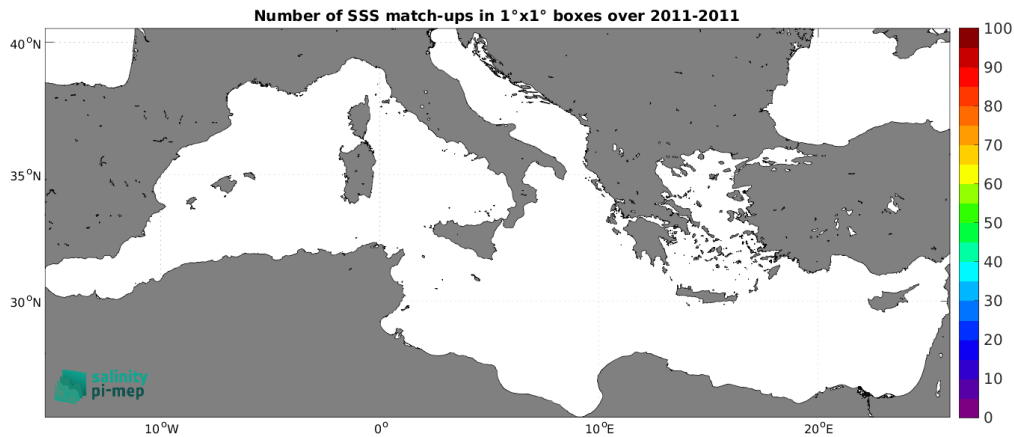 Number of SSS match-ups in 1°x1° boxes over 2011-2011
40°N
35°N
30°N
10°W
0°
10°E
20°E
100
90
80
70
60
50
40
30
20
10
0
salinity
pi-mep